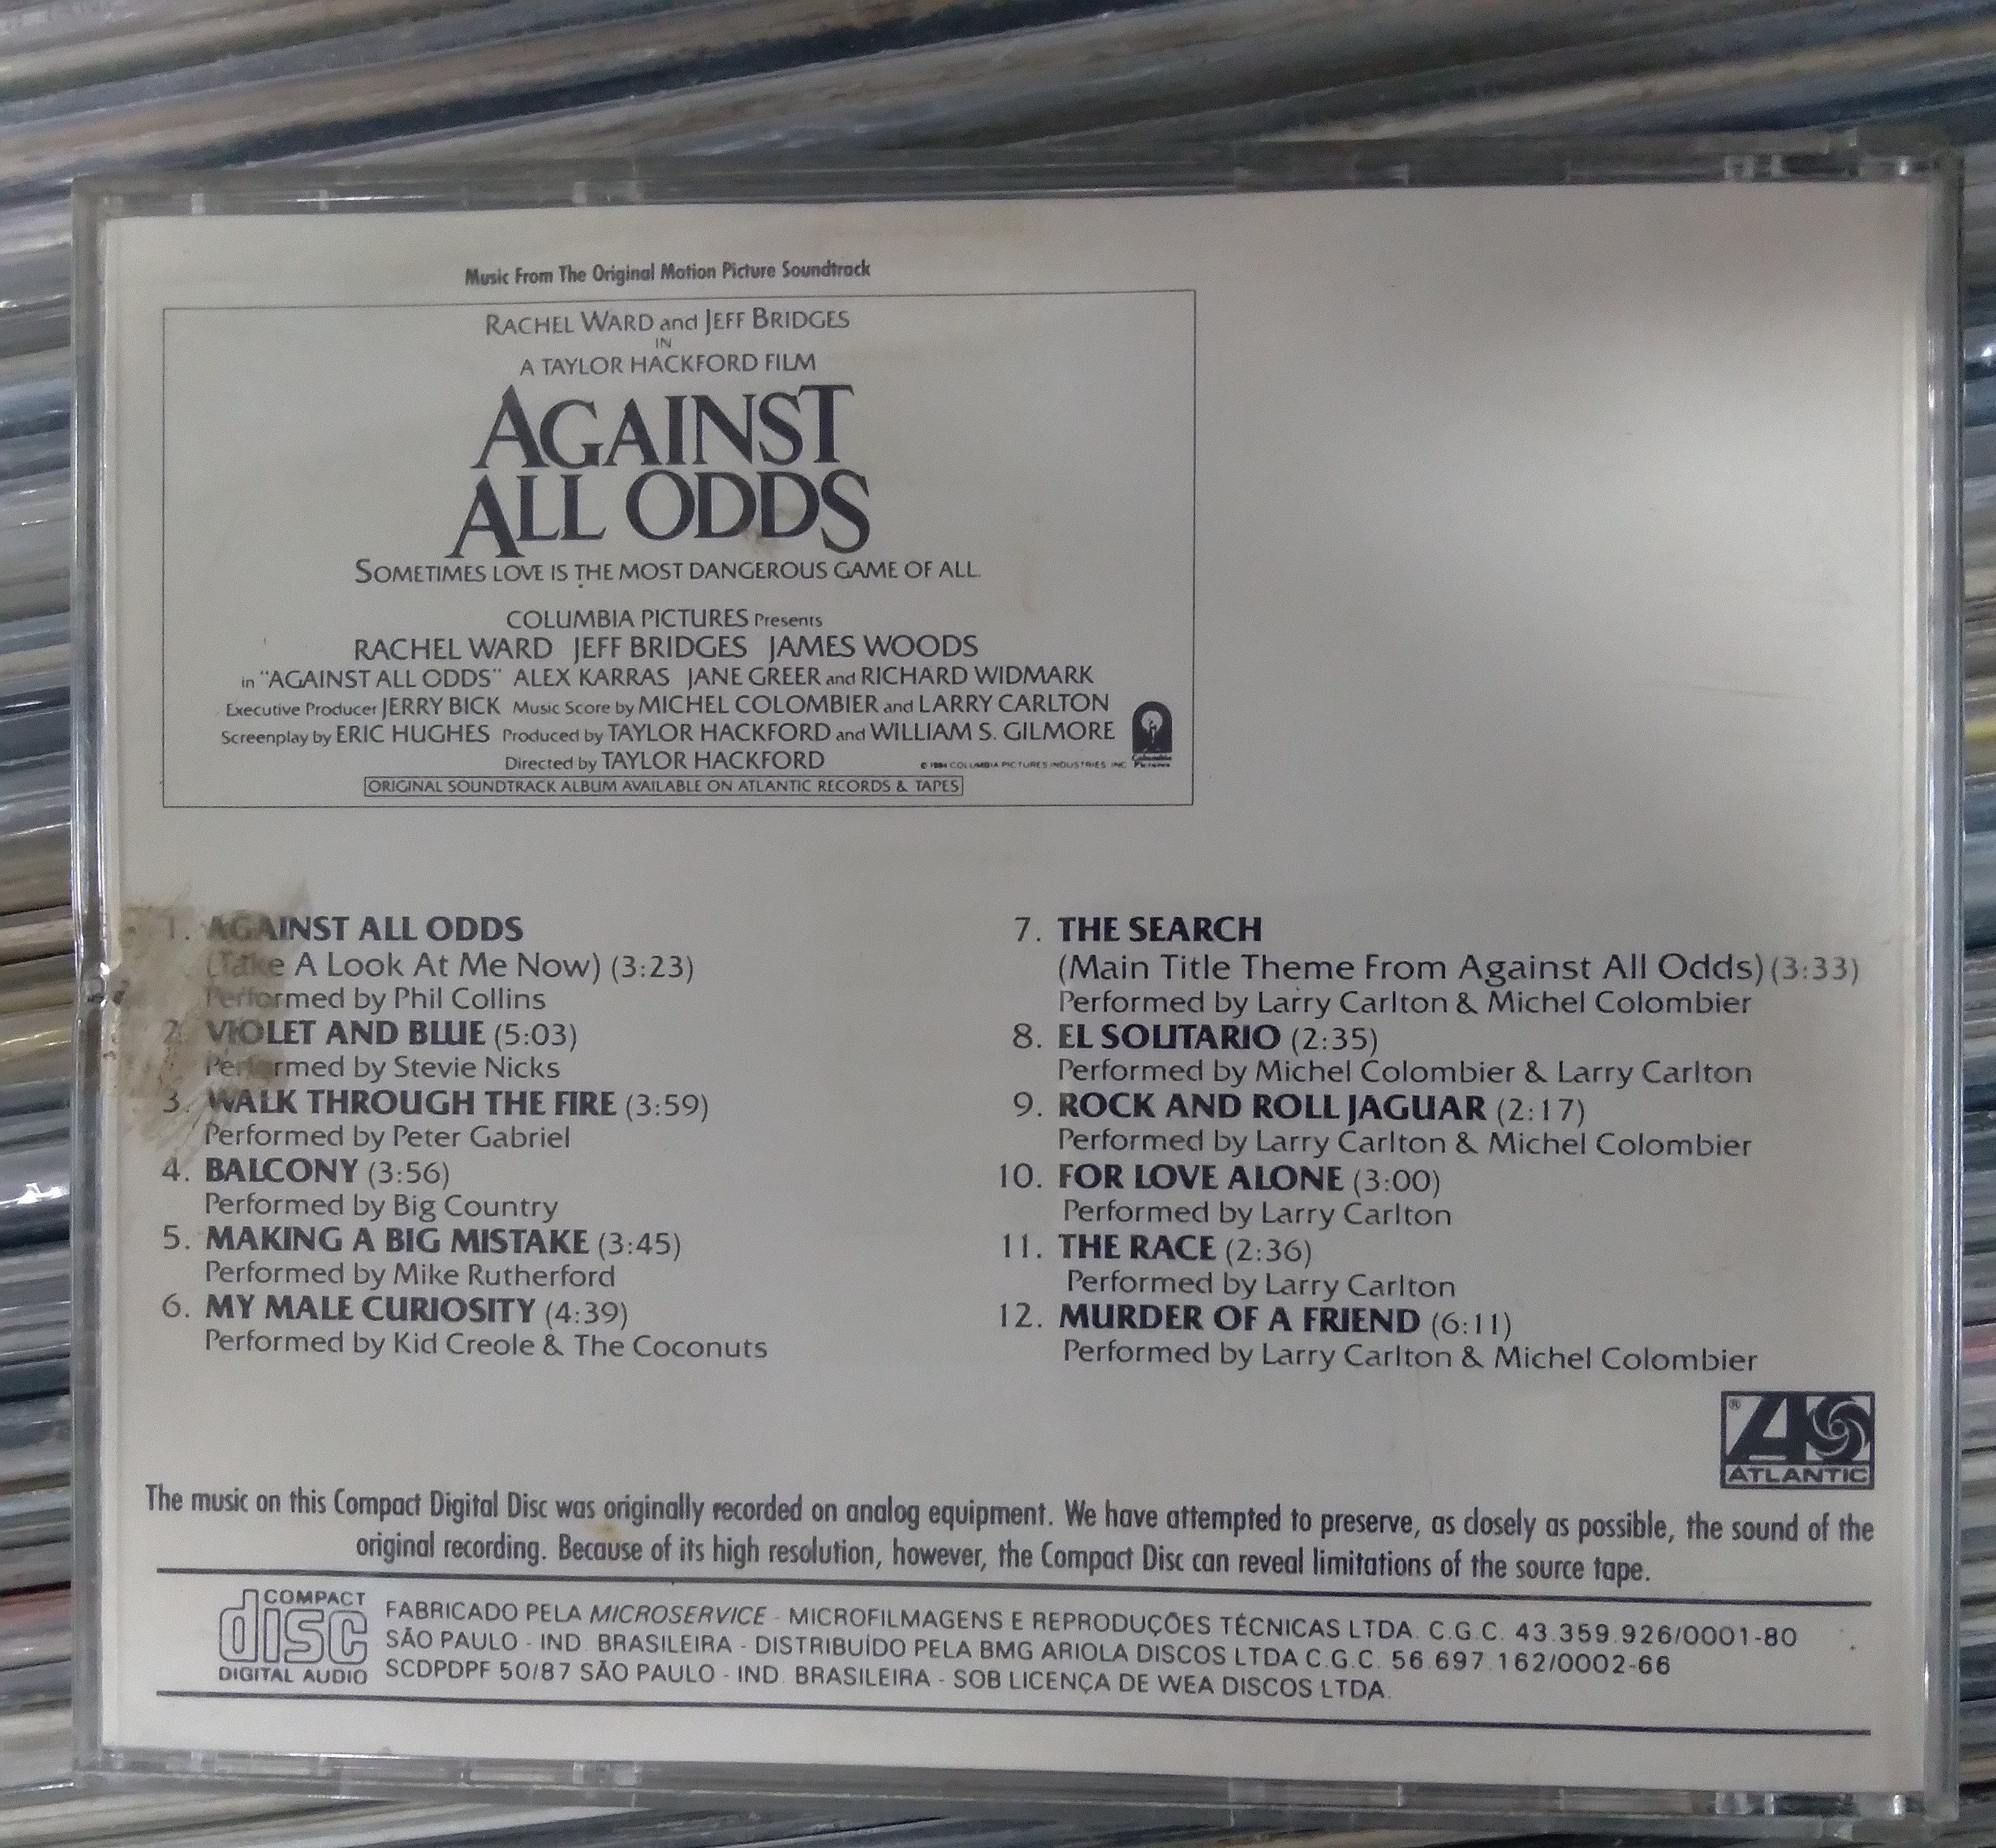 Music From The Original Motion Picture Soundtrack
RACHEL WARD and JEFF BRIDGES
IN
A TAYLOR HACKFORD FILM
AGAINST
ALL ODDS
SOMETIMES LOVE IS THE MOST DANGEROUS GAME OF ALL.
COLUMBIA PICTURES Presents
RACHEL WARD JEFF BRIDGES JAMES WOODS
in "AGAINST ALL ODDS" ALEX KARRAS JANE GREER and RICHARD WIDMARK
Executive Producer JERRY BICK Music Score by MICHEL COLOMBIER and LARRY CARLTON
Screenplay by ERIC HUGHES Produced by TAYLOR HACKFORD and WILLIAM S. GILMORE
Directed by TAYLOR HACKFORD © 1984 COLUMBIA PICTURES INDUSTRIES INC Columbia Pictures
ORIGINAL SOUNDTRACK ALBUM AVAILABLE ON ATLANTIC RECORDS & TAPES
1. AGAINST ALL ODDS
(Take A Look At Me Now) (3:23)
Performed by Phil Collins
2. VIOLET AND BLUE (5:03)
Performed by Stevie Nicks
3. WALK THROUGH THE FIRE (3:59)
Performed by Peter Gabriel
4. BALCONY (3:56)
Performed by Big Country
5. MAKING A BIG MISTAKE (3:45)
Performed by Mike Rutherford
6. MY MALE CURIOSITY (4:39)
Performed by Kid Creole & The Coconuts
7. THE SEARCH
(Main Title Theme From Against All Odds) (3:33)
Performed by Larry Carlton & Michel Colombier
8. EL SOLITARIO (2:35)
Performed by Michel Colombier & Larry Carlton
9. ROCK AND ROLL JAGUAR (2:17)
Performed by Larry Carlton & Michel Colombier
10. FOR LOVE ALONE (3:00)
Performed by Larry Carlton
11. THE RACE (2:36)
Performed by Larry Carlton
12. MURDER OF A FRIEND (6:11)
Performed by Larry Carlton & Michel Colombier
®
ATLANTIC
The music on this Compact Digital Disc was originally recorded on analog equipment. We have attempted to preserve, as closely as possible, the sound of the
original recording. Because of its high resolution, however, the Compact Disc can reveal limitations of the source tape.
COMPACT
disc
DIGITAL AUDIO
FABRICADO PELA MICROSERVICE - MICROFILMAGENS E REPRODUÇÕES TÉCNICAS LTDA. C.G.C. 43.359.926/0001-80
SÃO PAULO - IND. BRASILEIRA - DISTRIBUÍDO PELA BMG ARIOLA DISCOS LTDA C.G.C. 56.697.162/0002-66
SCDPDPF 50/87 SÃO PAULO - IND. BRASILEIRA - SOB LICENÇA DE WEA DISCOS LTDA.